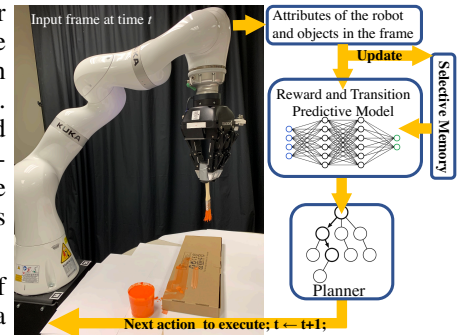 Input frame at time t
Attributes of the robot
and objects in the frame
Update
Selective Memory
Reward and Transition
Predictive Model
KUKA
Planner
Next action to execute; t ← t+1;